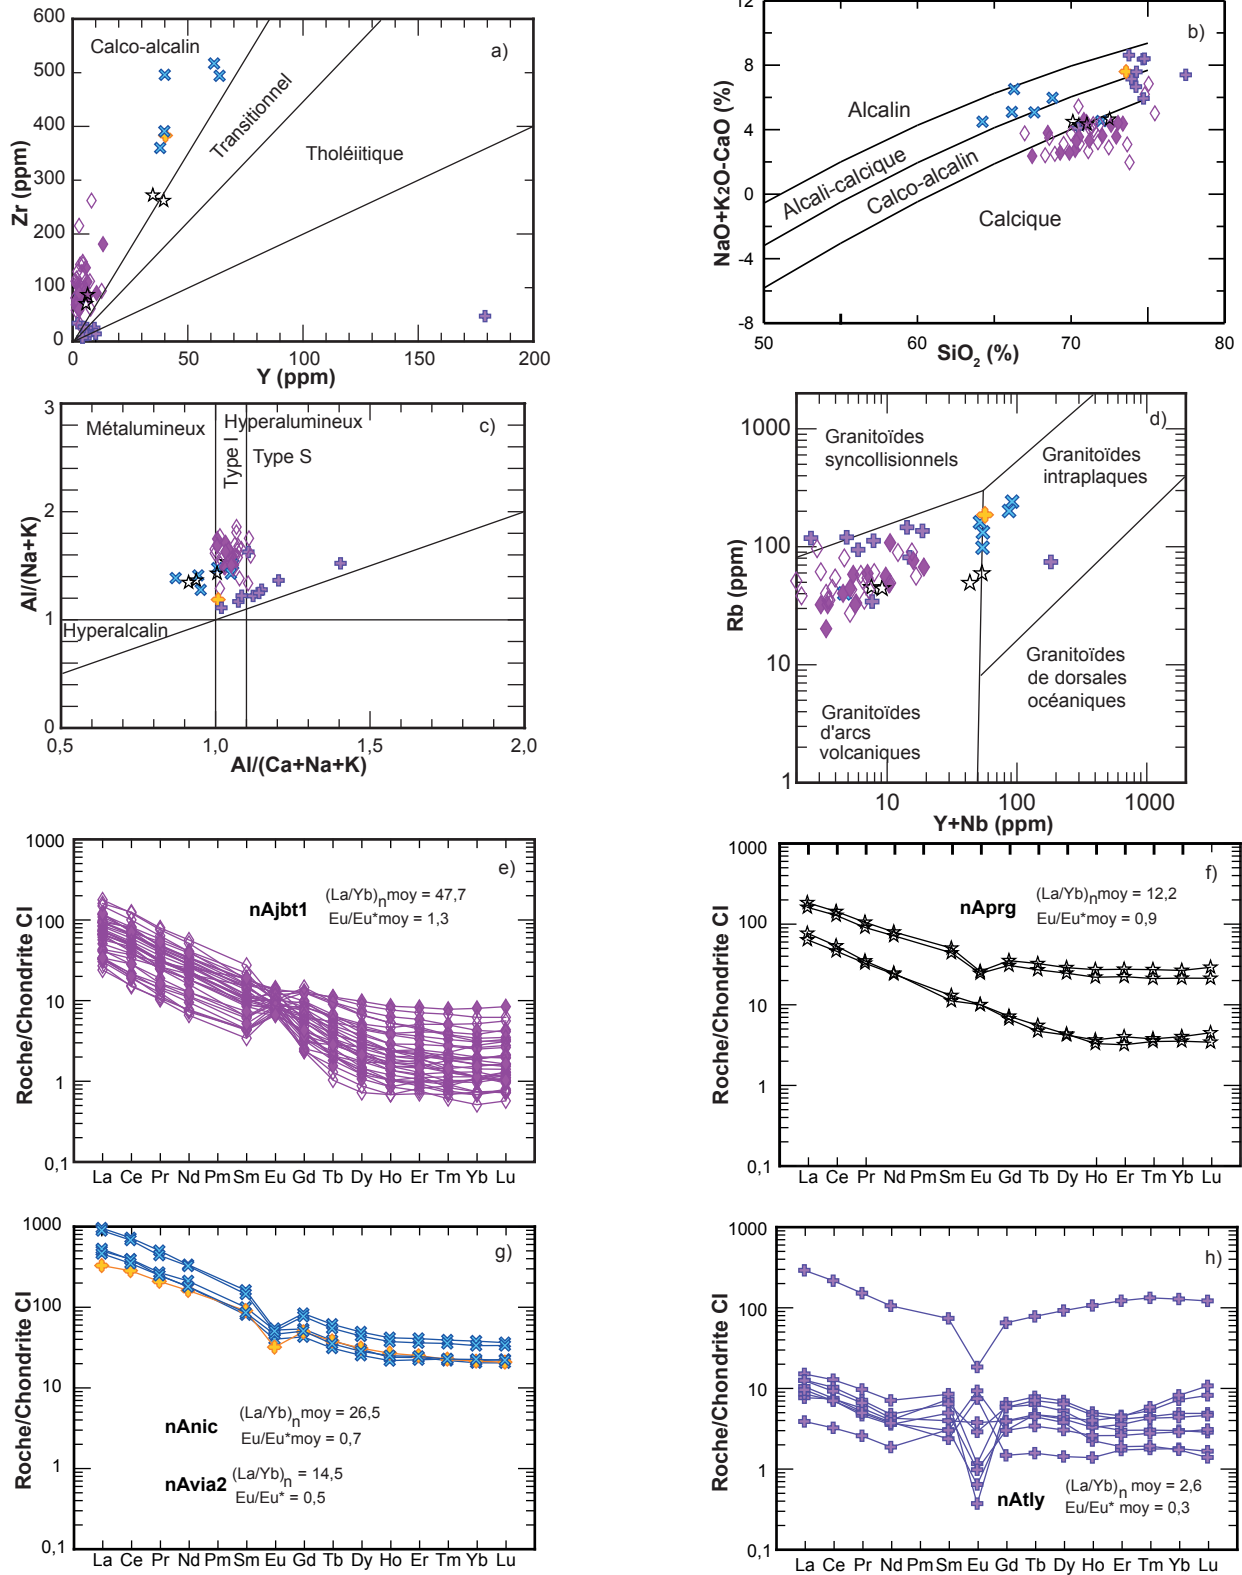 600
500
400
300
200
100
0
Zr (ppm)
Calco-alcalin
a)
Transitionnel
Tholéiitique
0
50
100
150
200
Y (ppm)
12
8
4
0
-4
-8
NaO+K2O-CaO (%)
b)
Alcalin
Alcali-calcique
Calco-alcalin
Calcique
50
60
70
80
SiO2 (%)
3
2
1
0
Al/(Na+K)
Métalumineux
Hyperalumineux
c)
Type I
Type S
Hyperalcalin
0,5
1,0
1,5
2,0
Al/(Ca+Na+K)
1000
100
10
1
Rb (ppm)
d)
Granitoïdes
syncollisionnels
Granitoïdes
intraplaques
Granitoïdes
de dorsales
océaniques
Granitoïdes
d'arcs
volcaniques
10
100
1000
Y+Nb (ppm)
1000
100
10
1
0,1
Roche/Chondrite CI
e)
nAjbt1
(La/Yb)n moy = 47,7
Eu/Eu*moy = 1,3
La Ce Pr Nd Pm Sm Eu Gd Tb Dy Ho Er Tm Yb Lu
1000
100
10
1
0,1
Roche/Chondrite CI
f)
nAprg
(La/Yb)n moy = 12,2
Eu/Eu*moy = 0,9
La Ce Pr Nd Pm Sm Eu Gd Tb Dy Ho Er Tm Yb Lu
1000
100
10
1
0,1
Roche/Chondrite CI
g)
nAnic
(La/Yb)n moy = 26,5
Eu/Eu*moy = 0,7
nAvia2
(La/Yb)n = 14,5
Eu/Eu* = 0,5
La Ce Pr Nd Pm Sm Eu Gd Tb Dy Ho Er Tm Yb Lu
1000
100
10
1
0,1
Roche/Chondrite CI
h)
nAtly
(La/Yb)n moy = 2,6
Eu/Eu* moy = 0,3
La Ce Pr Nd Pm Sm Eu Gd Tb Dy Ho Er Tm Yb Lu